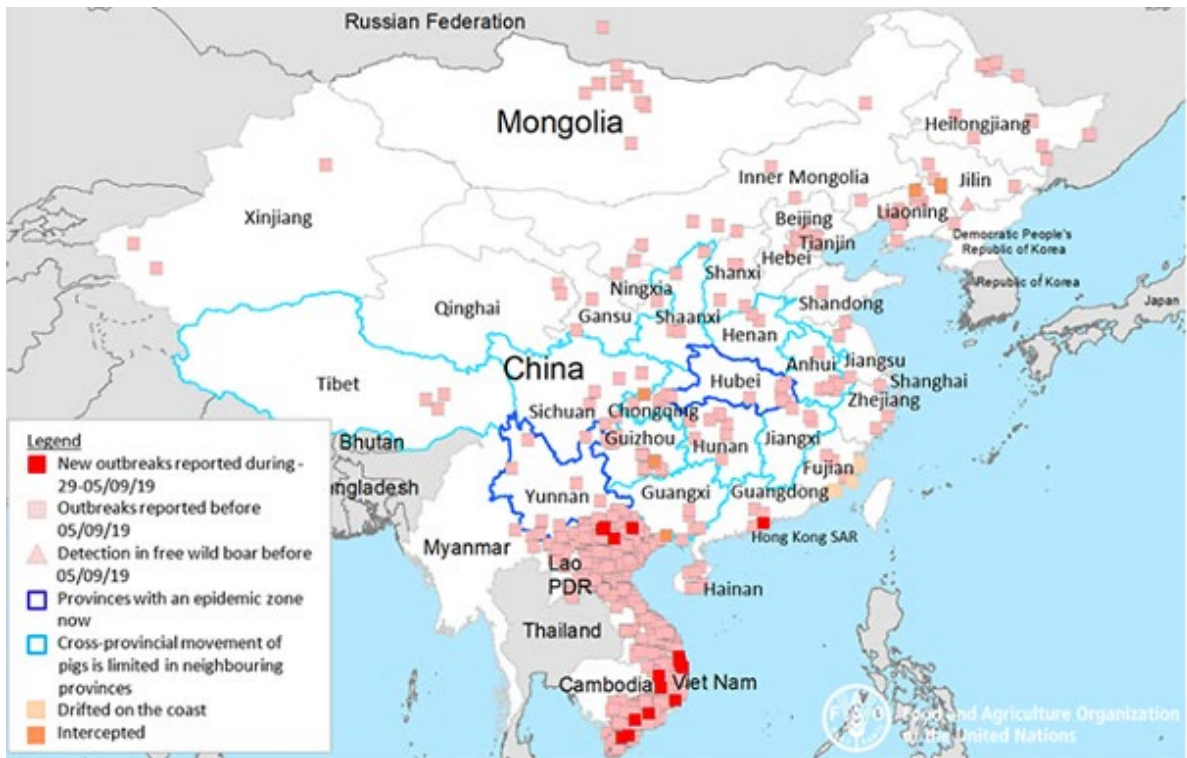 Russian Federation
Mongolia
Heilongjiang
Inner Mongolia
Jilin
Xinjiang
Beijing
Liaoning
Tianjin
Democratic People's
Republic of Korea
Hebei
Shanxi
Republic of Korea
Ningxia
Qinghai
Shandong
Japan
Gansu
Shaanxi
Henan
Anhui
Jiangsu
China
Tibet
Hubei
Shanghai
Sichuan
Chongqing
Zhejiang
Guizhou
Hunan
Jiangxi
Bhutan
Fujian
Yunnan
Guangxi
Guangdong
ngladesh
Hong Kong SAR
Myanmar
Lao
PDR
Hainan
Thailand
Cambodia
Viet Nam
Legend
New outbreaks reported during -
29-05/09/19
Outbreaks reported before
05/09/19
Detection in free wild boar before
05/09/19
Provinces with an epidemic zone
now
Cross-provincial movement of
pigs is limited in neighbouring
provinces
Drifted on the coast
Intercepted
Food and Agriculture Organization
of the United Nations